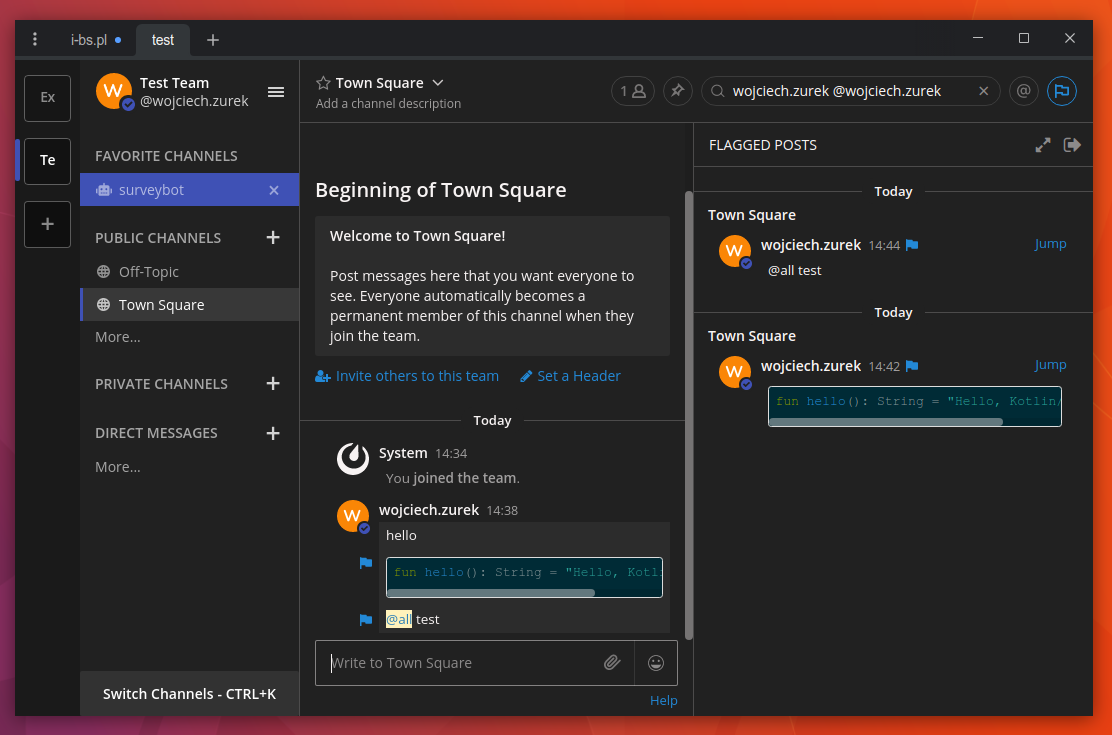 i-bs.pl
test
Ex
Te
W
Test Team
@wojciech.zurek
FAVORITE CHANNELS
surveybot
PUBLIC CHANNELS
Off-Topic
Town Square
More...
PRIVATE CHANNELS
DIRECT MESSAGES
More...
Switch Channels - CTRL+K
Town Square
Add a channel description
1
wojciech.zurek @wojciech.zurek
@
Beginning of Town Square
Welcome to Town Square!
Post messages here that you want everyone to
see. Everyone automatically becomes a
permanent member of this channel when they
join the team.
Invite others to this team
Set a Header
Today
System 14:34
You joined the team.
W
wojciech.zurek 14:38
hello
fun hello(): String = "Hello, Kotl
@all test
Write to Town Square
Help
FLAGGED POSTS
Today
Town Square
W
wojciech.zurek 14:44
Jump
@all test
Today
Town Square
W
wojciech.zurek 14:42
Jump
fun hello(): String = "Hello, Kotlin/